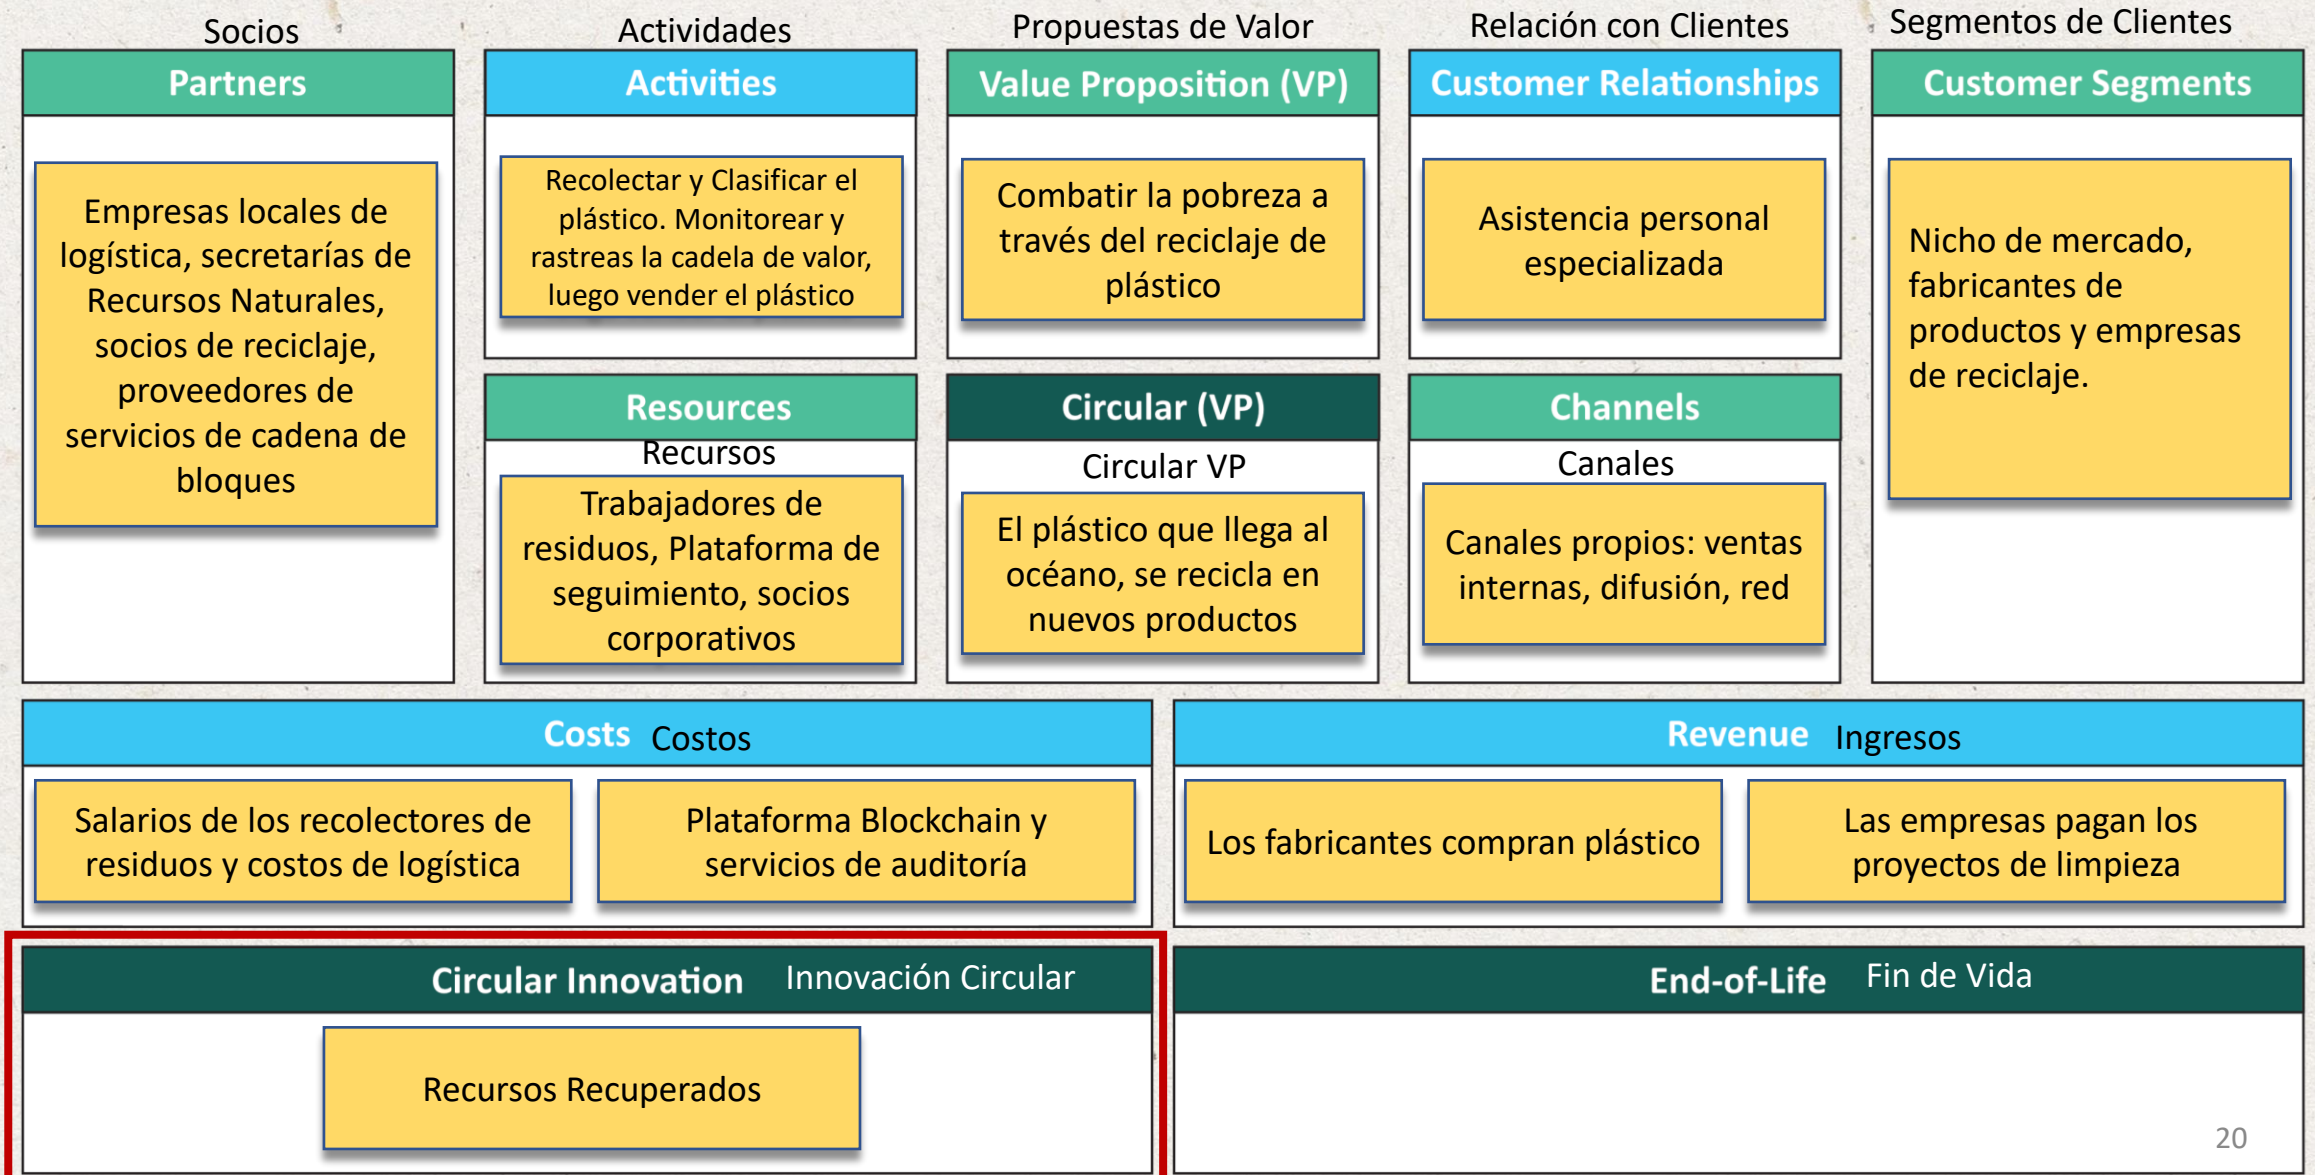 Socios
Partners
Empresas locales de
logística, secretarías de
Recursos Naturales,
socios de reciclaje,
proveedores de
servicios de cadena de
bloques
Actividades
Activities
Recolectar y Clasificar el
plástico. Monitorear y
rastreas la cadela de valor,
luego vender el plástico
Resources
Recursos
Trabajadores de
residuos, Plataforma de
seguimiento, socios
corporativos
Propuestas de Valor
Value Proposition (VP)
Combatir la pobreza a
través del reciclaje de
plástico
Circular (VP)
Circular VP
El plástico que llega al
océano, se recicla en
nuevos productos
Relación con Clientes
Customer Relationships
Asistencia personal
especializada
Channels
Canales
Canales propios: ventas
internas, difusión, red
Segmentos de Clientes
Customer Segments
Nicho de mercado,
fabricantes de
productos y empresas
de reciclaje.
Costs Costos
Salarios de los recolectores de
residuos y costos de logística
Plataforma Blockchain y
servicios de auditoría
Revenue Ingresos
Los fabricantes compran plástico
Las empresas pagan los
proyectos de limpieza
Circular Innovation Innovación Circular
Recursos Recuperados
End-of-Life Fin de Vida
20